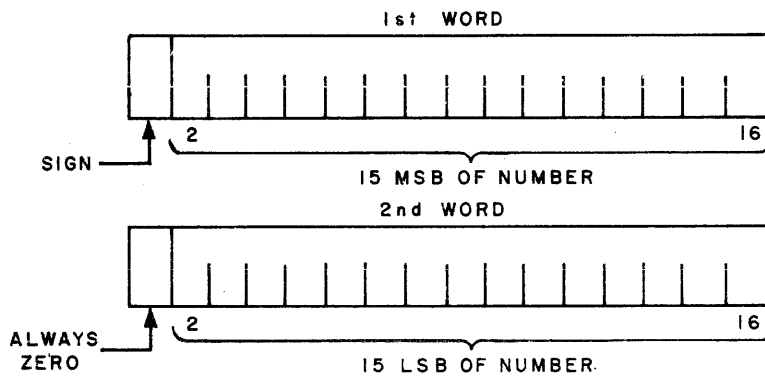 1st WORD
2 16
SIGN
15 MSB OF NUMBER
2nd WORD
2 16
ALWAYS
ZERO
15 LSB OF NUMBER